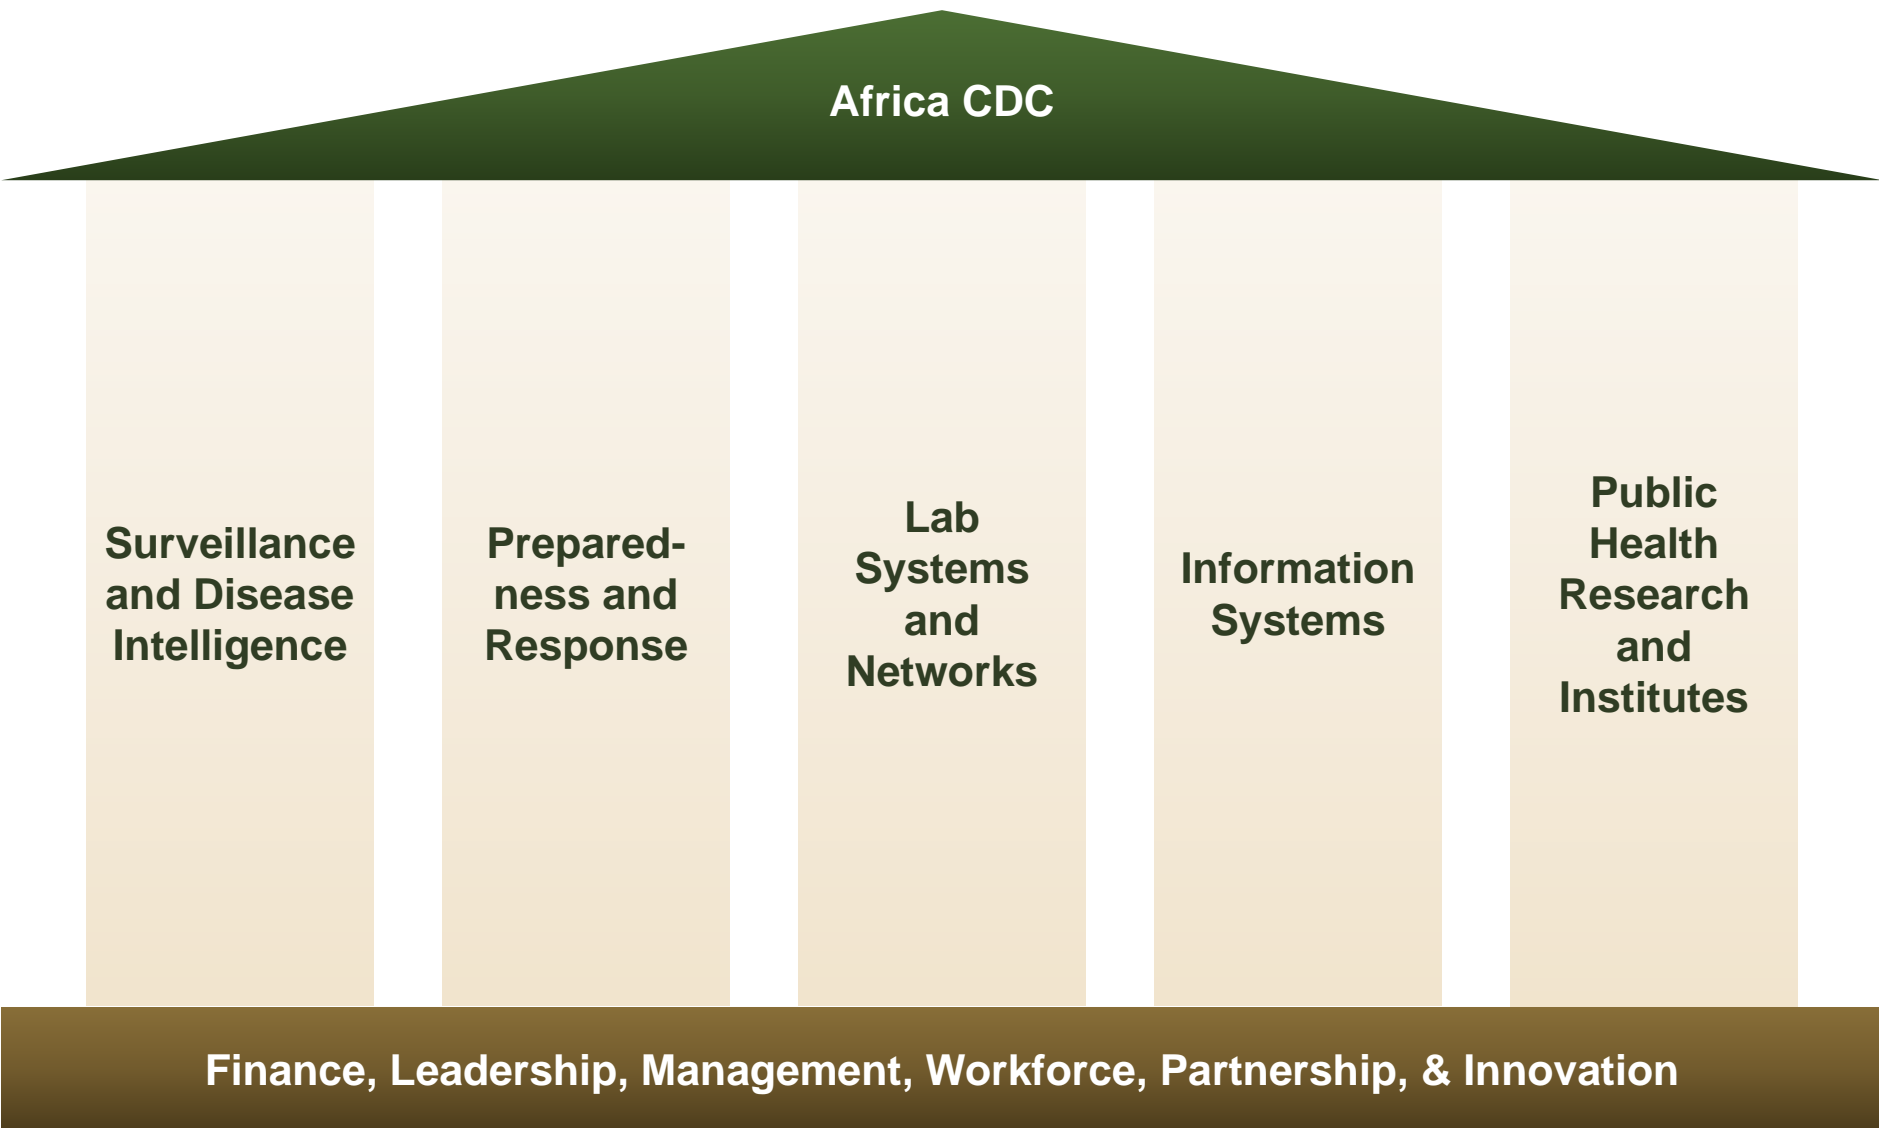 Africa CDC
Surveillance
and Disease
Intelligence
Prepared-
ness and
Response
Lab
Systems
and
Networks
Information
Systems
Public
Health
Research
and
Institutes
Finance, Leadership, Management, Workforce, Partnership, & Innovation